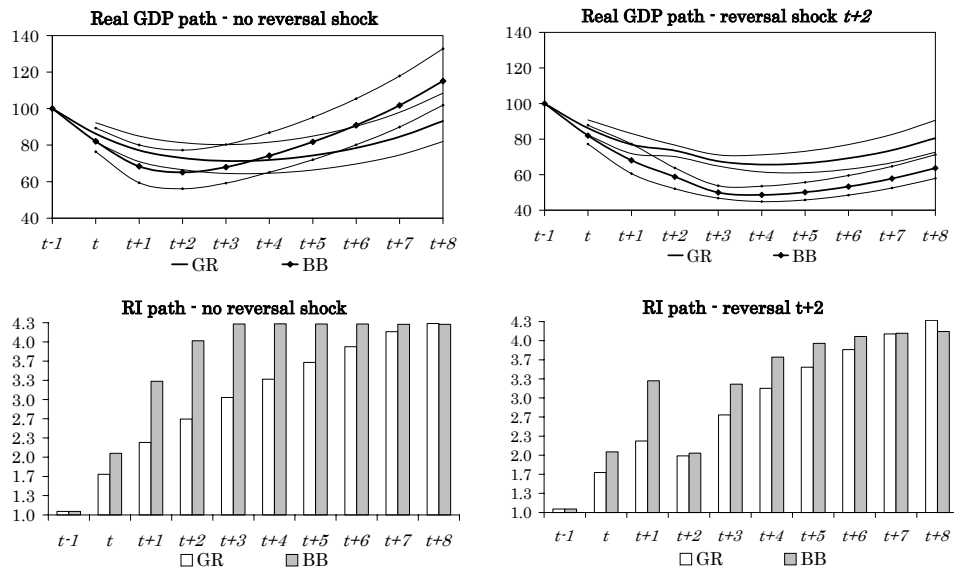 Real GDP path - no reversal shock
140
120
100
80
60
40
t-1 t t+1 t+2 t+3 t+4 t+5 t+6 t+7 t+8
GR BB
Real GDP path - reversal shock t+2
140
120
100
80
60
40
t-1 t t+1 t+2 t+3 t+4 t+5 t+6 t+7 t+8
GR BB
RI path - no reversal shock
4.3
4.0
3.7
3.3
3.0
2.7
2.3
2.0
1.7
1.3
1.0
t-1 t t+1 t+2 t+3 t+4 t+5 t+6 t+7 t+8
GR BB
RI path - reversal t+2
4.3
4.0
3.7
3.3
3.0
2.7
2.3
2.0
1.7
1.3
1.0
t-1 t t+1 t+2 t+3 t+4 t+5 t+6 t+7 t+8
GR BB